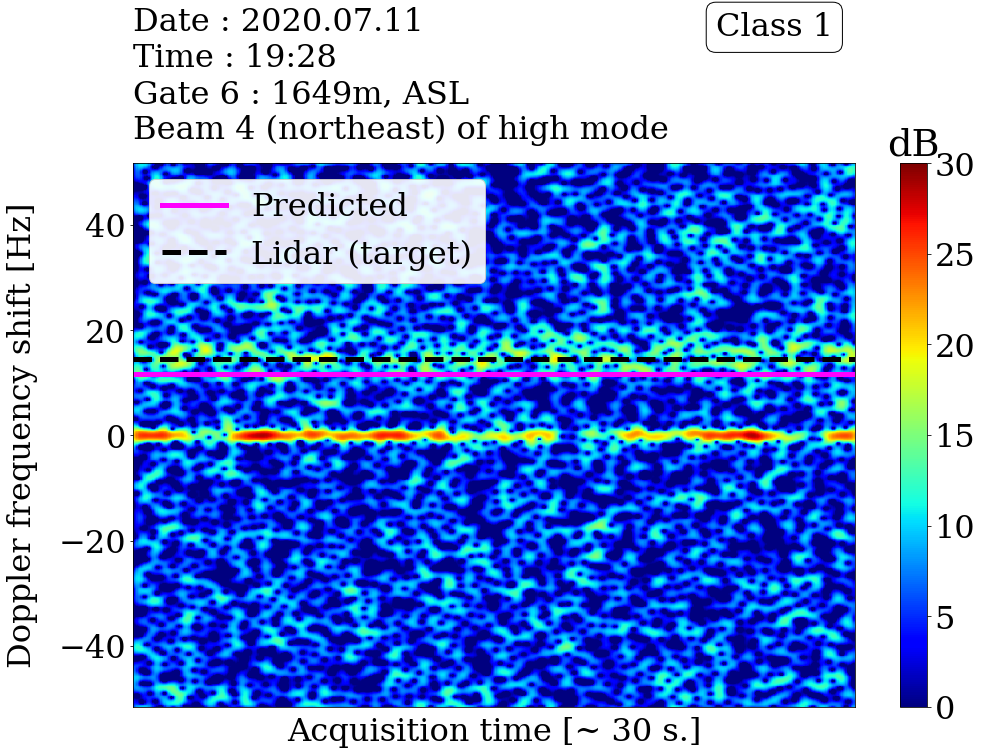 Date : 2020.07.11
Time : 19:28
Gate 6 : 1649m, ASL
Beam 4 (northeast) of high mode
Class 1
dB
Predicted
Lidar (target)
Doppler frequency shift [Hz]
40
20
0
−20
−40
30
25
20
15
10
5
0
Acquisition time [~ 30 s.]